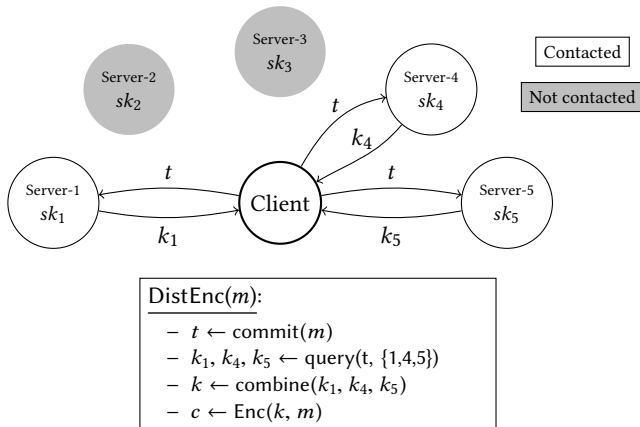 Server-3
sk₃
Server-2
sk₂
Server-4
sk₄
Contacted
Not contacted
t
k₄
Server-1
sk₁
t
k₁
Client
t
k₅
Server-5
sk₅
DistEnc(m):
– t ← commit(m)
– k₁, k₄, k₅ ← query(t, {1,4,5})
– k ← combine(k₁, k₄, k₅)
– c ← Enc(k, m)